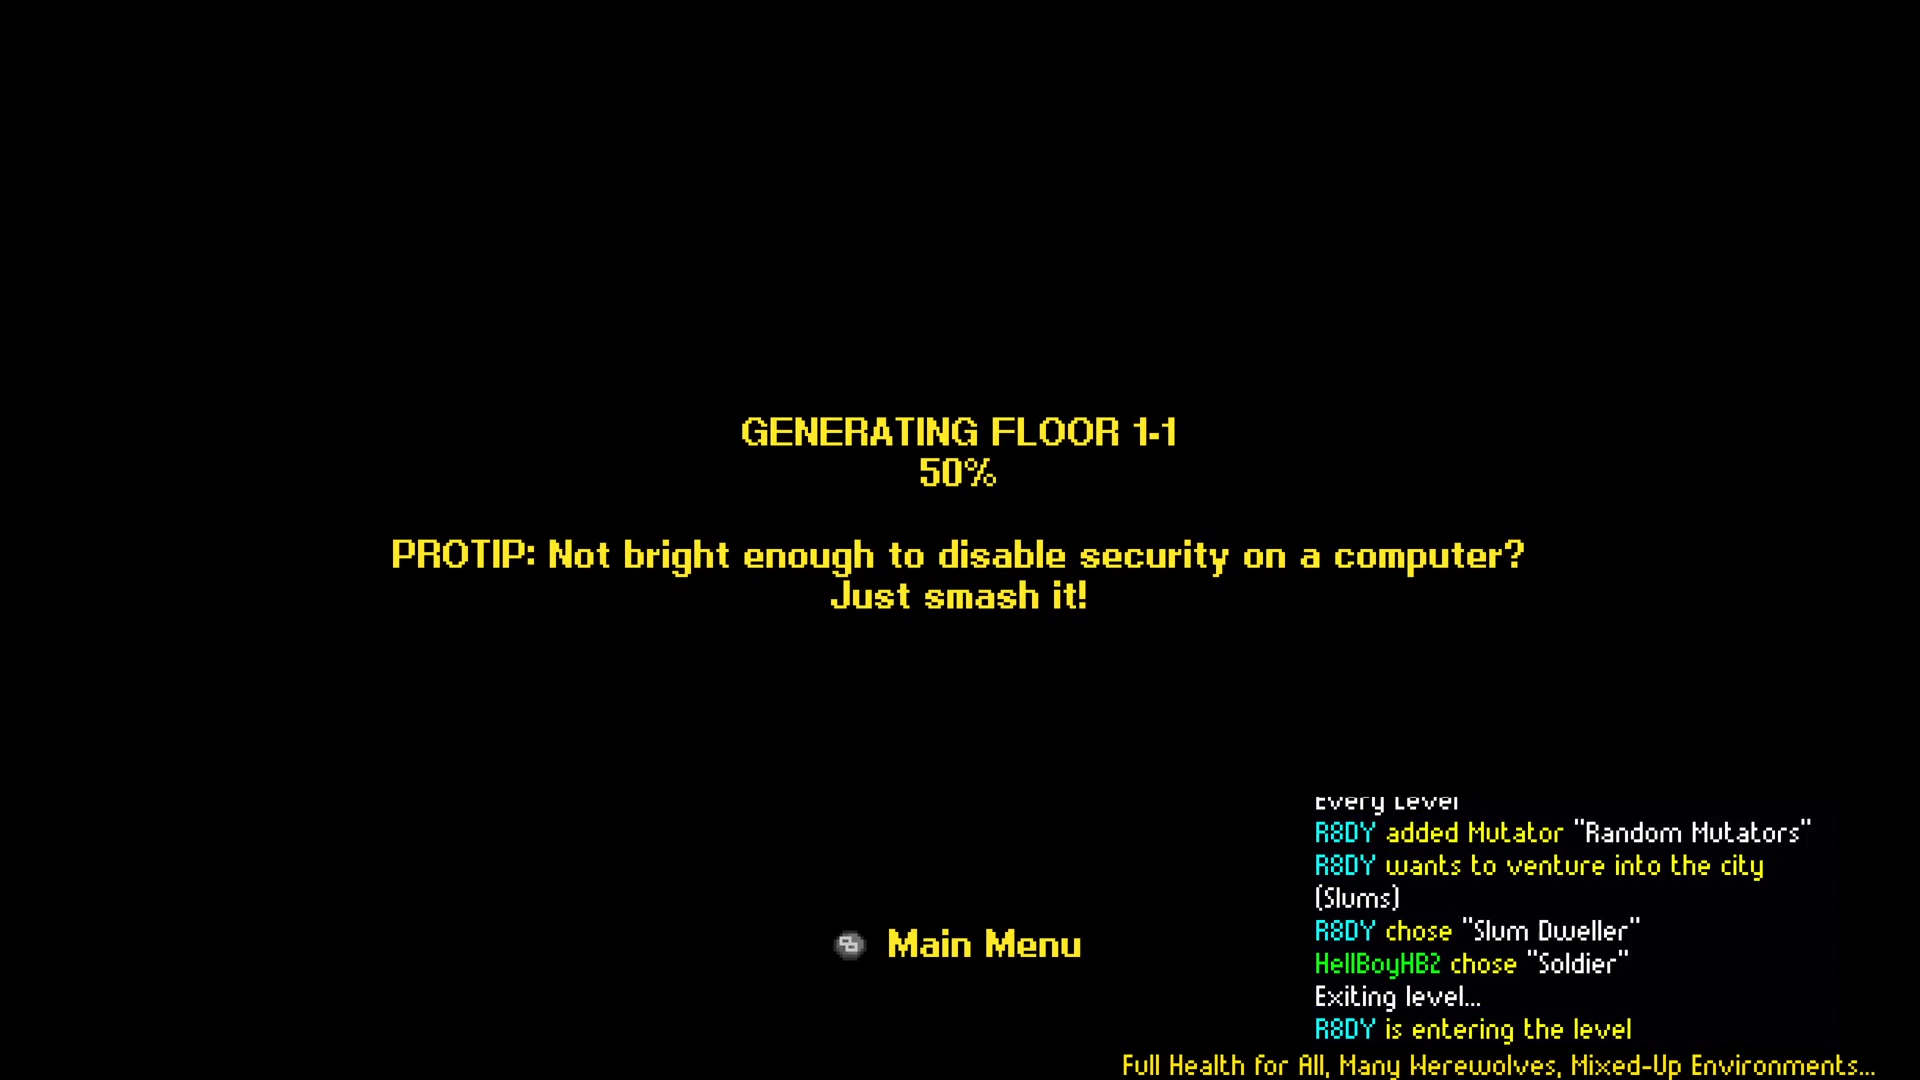 GENERATING FLOOR 1-1
50%
PROTIP: Not bright enough to disable security on a computer?
Just smash it!
Main Menu
Every Level
R8DY added Mutator "Random Mutators"
R8DY wants to venture into the city
(Slums)
R8DY chose "Slum Dweller"
HellBoyHB2 chose "Soldier"
Exiting level...
R8DY is entering the level
Full Health for All, Many Werewolves, Mixed-Up Environments...